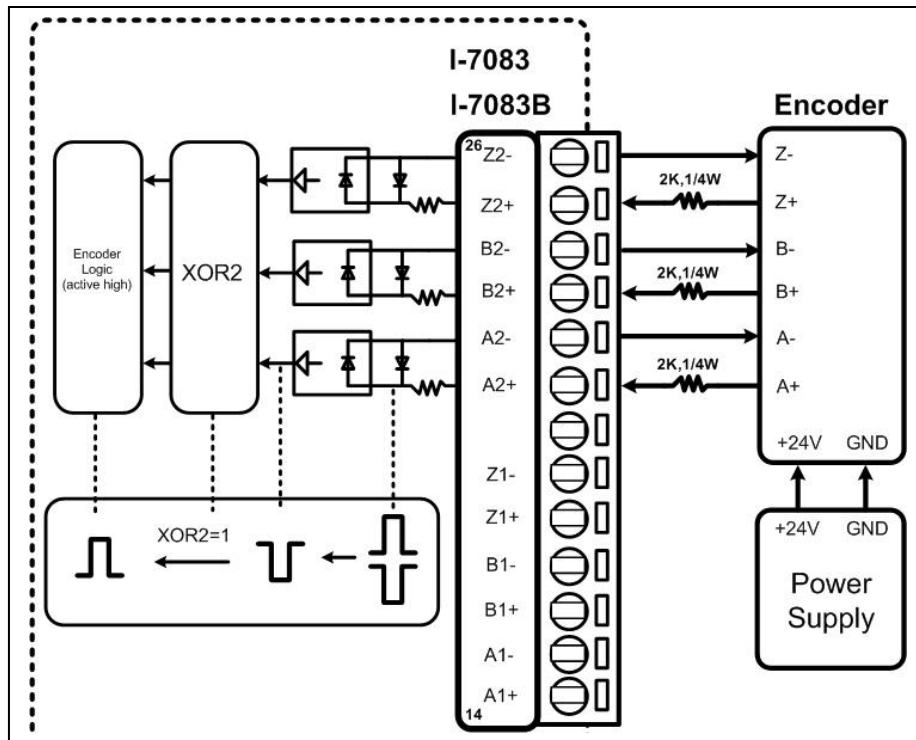 I-7083
I-7083B
Encoder
26
Z2-
Z2+
B2-
B2+
A2-
A2+
Z1-
Z1+
B1-
B1+
A1-
A1+
14
Encoder
Logic
(active high)
XOR2
XOR2=1
2K,1/4W
2K,1/4W
2K,1/4W
Z-
Z+
B-
B+
A-
A+
+24V GND
+24V GND
Power
Supply